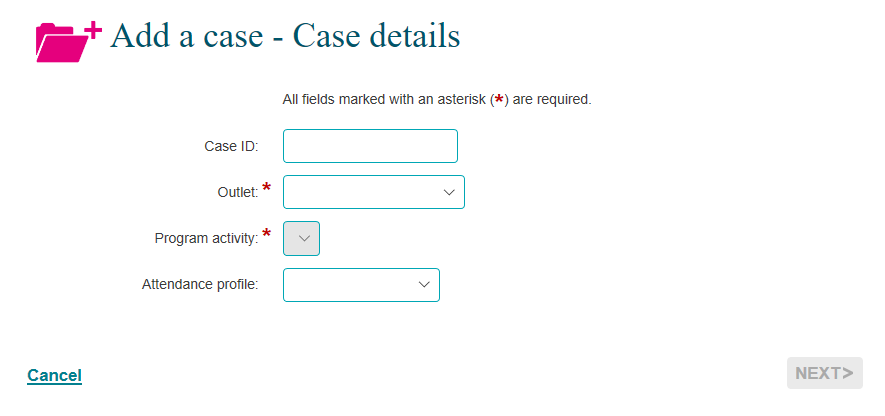 Add a case - Case details
All fields marked with an asterisk (*) are required.
Case ID:
Outlet: *
Program activity: *
Attendance profile:
Cancel
NEXT>